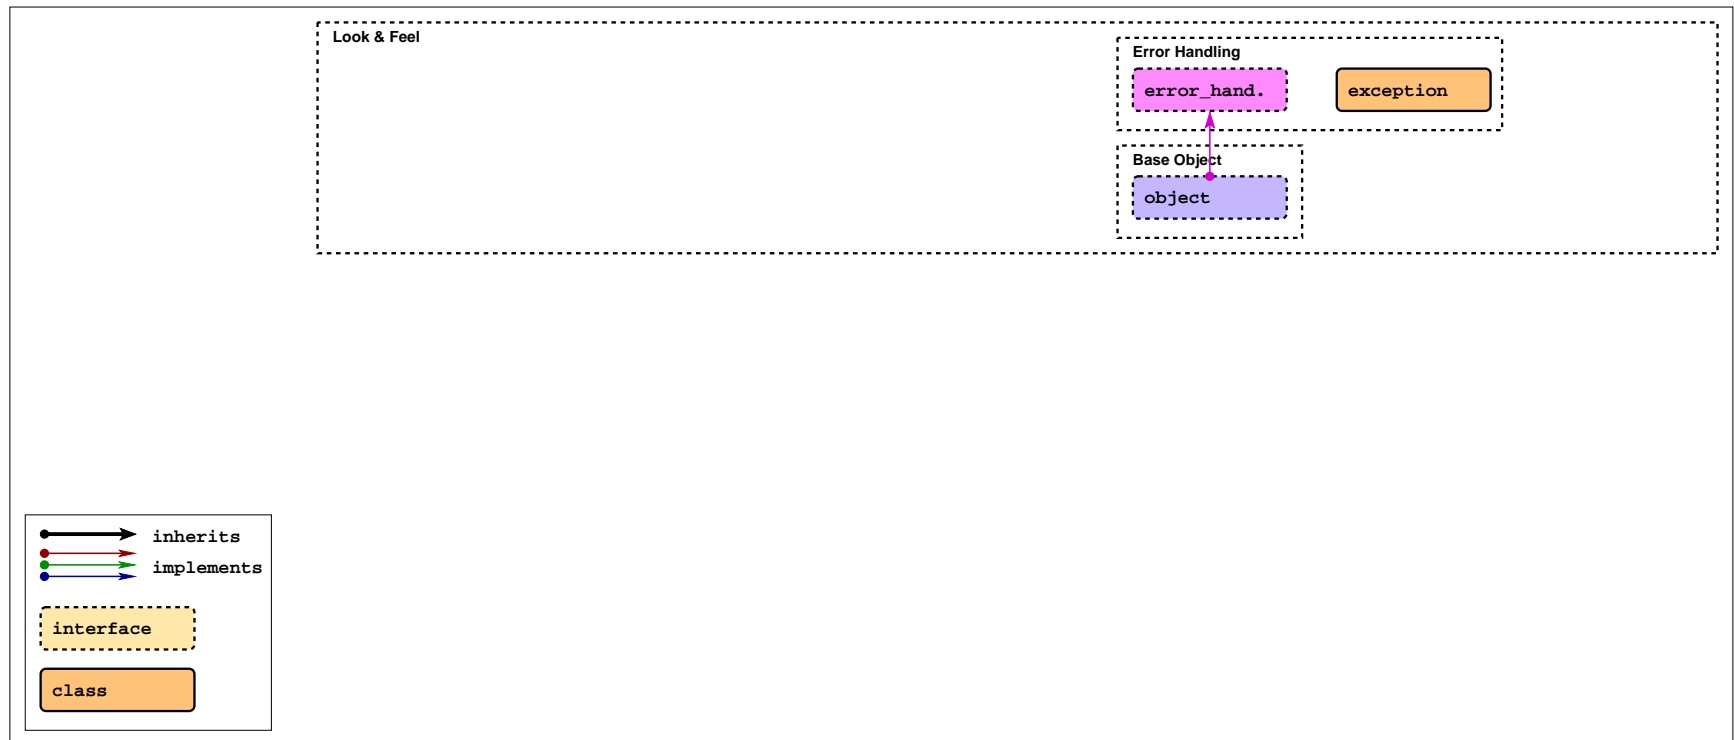 Look & Feel
Error Handling
error_hand.
exception
Base Object
object
inherits
implements
interface
class